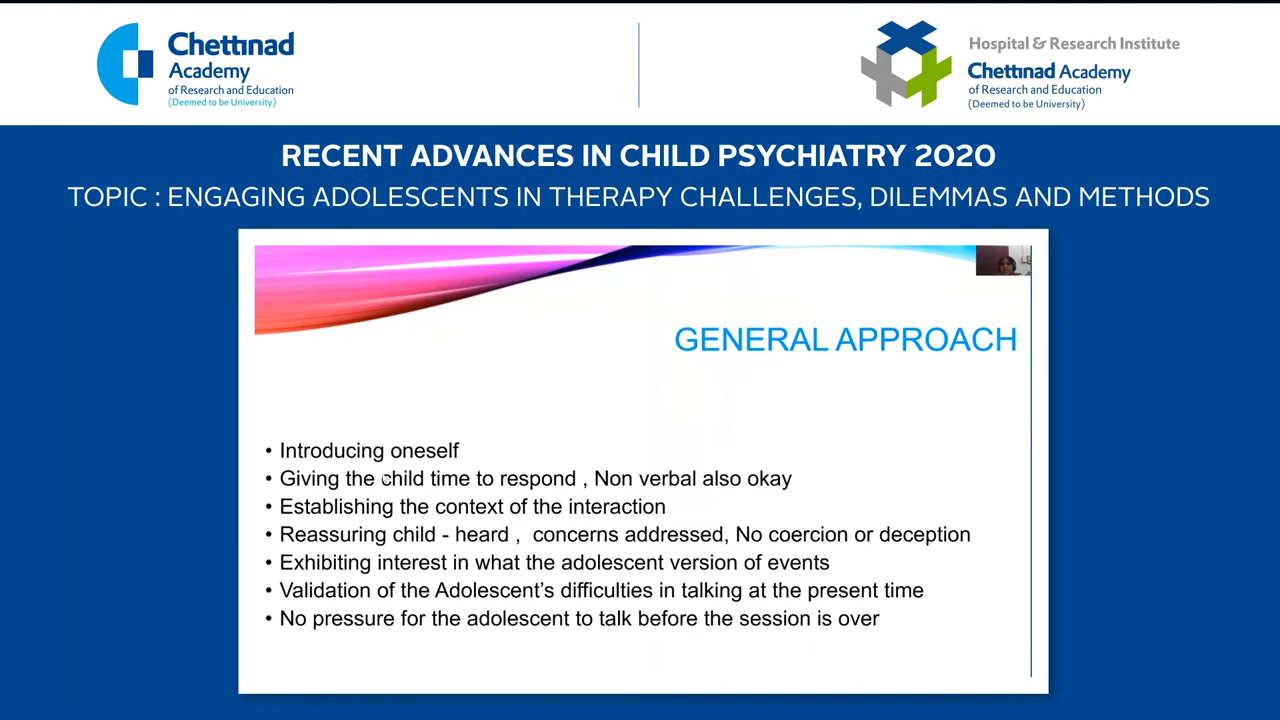 Chettinad
Academy
of Research and Education
(Deemed to be University)
Hospital & Research Institute
Chettinad Academy
of Research and Education
(Deemed to be University)
RECENT ADVANCES IN CHILD PSYCHIATRY 2020
TOPIC : ENGAGING ADOLESCENTS IN THERAPY CHALLENGES, DILEMMAS AND METHODS
GENERAL APPROACH
• Introducing oneself
• Giving the child time to respond , Non verbal also okay
• Establishing the context of the interaction
• Reassuring child - heard , concerns addressed, No coercion or deception
• Exhibiting interest in what the adolescent version of events
• Validation of the Adolescent’s difficulties in talking at the present time
• No pressure for the adolescent to talk before the session is over